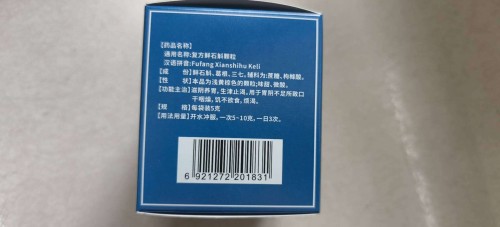 【药品名称】
通用名称:复方鲜石斛颗粒
汉语拼音:Fufang Xianshihu Keli
【成　份】鲜石斛、葛根、三七。辅料为:蔗糖、枸橼酸。
【性　状】本品为浅黄棕色的颗粒;味甜、微酸。
【功能主治】滋阴养胃,生津止渴。用于胃阴不足所致口
干咽燥、饥不欲食、烦渴。
【规　格】每袋装5克
【用法用量】开水冲服。一次5-10克,一日3次。
6 921272 201831